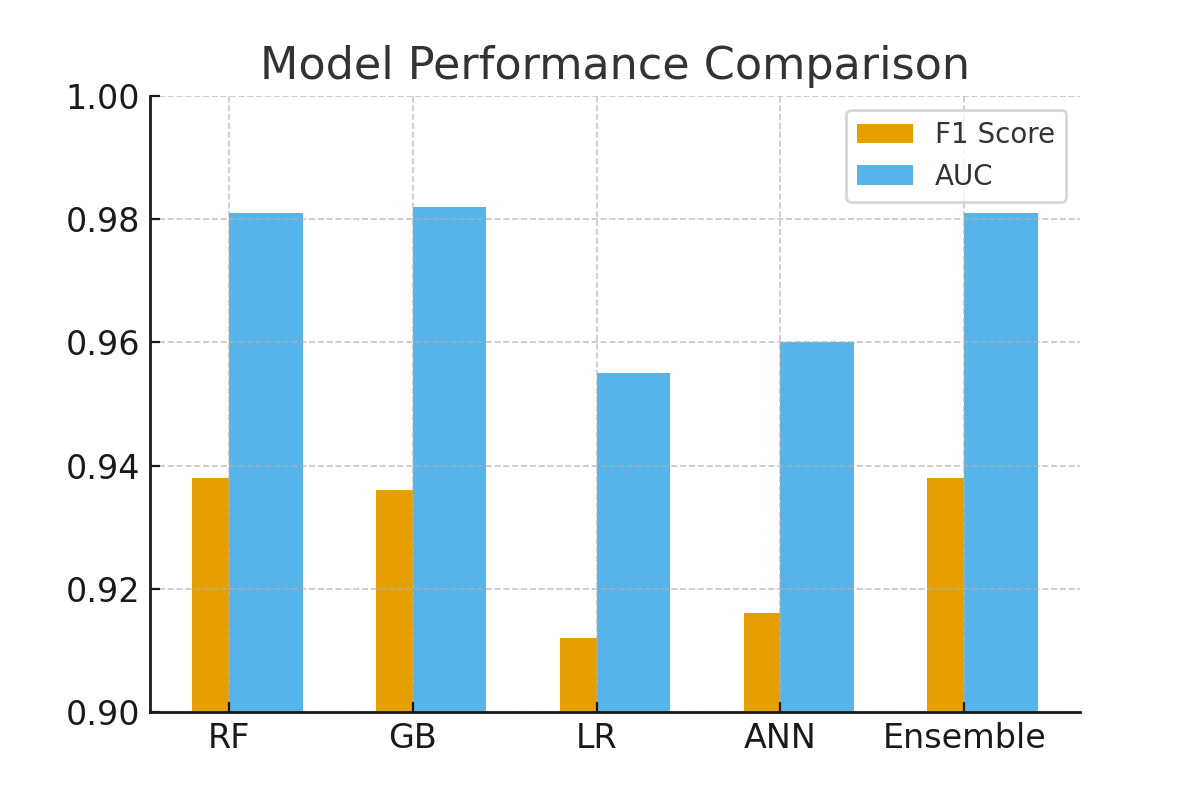 Model Performance Comparison
1.00
0.98
0.96
0.94
0.92
0.90
F1 Score
AUC
RF GB LR ANN Ensemble